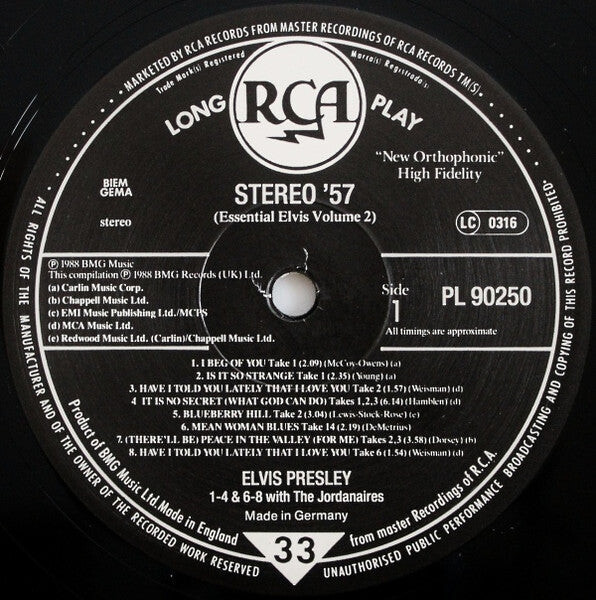 MARKETED BY RCA RECORDS FROM MASTER RECORDINGS OF RCA RECORDS TM(S).
Trade Mark(s) Registered
Marca(s) Registrada(s)
LONG RCA PLAY
"New Orthophonic"
High Fidelity
BIEM
GEMA
stereo
STEREO '57
(Essential Elvis Volume 2)
LC 0316
Ⓟ 1988 BMG Music
This compilation Ⓟ 1988 BMG Records (UK) Ltd.
(a) Carlin Music Corp.
(b) Chappell Music Ltd.
(c) EMI Music Publishing Ltd./MCPS
(d) MCA Music Ltd.
(e) Redwood Music Ltd. (Carlin)/Chappell Music Ltd.
Side
1
PL 90250
All timings are approximate
1. I BEG OF YOU Take 1 (2.09) (McCoy-Owens) (a)
2. IS IT SO STRANGE Take 1 (2.35) (Young) (a)
3. HAVE I TOLD YOU LATELY THAT I LOVE YOU Take 2 (1.57) (Weisman) (d)
4 IT IS NO SECRET (WHAT GOD CAN DO) Takes 1,2,3 (6.14) (Hamblen) (d)
5. BLUEBERRY HILL Take 2 (3.04) (Lewis-Stock-Rose) (e)
6. MEAN WOMAN BLUES Take 14 (2.19) (DeMetrius)
7. (THERE'LL BE) PEACE IN THE VALLEY (FOR ME) Takes 2,3 (3.58) (Dorsey) (b)
8. HAVE I TOLD YOU LATELY THAT I LOVE YOU Take 6 (1.54) (Weisman) (d)
ELVIS PRESLEY
1-4 & 6-8 with The Jordanaires
Made in Germany
Product of BMG Music Ltd. Made in England
from master Recordings of R.C.A.
33
ALL RIGHTS OF THE MANUFACTURER AND OWNER OF THE RECORDED WORK RESERVED
UNAUTHORISED PUBLIC PERFORMANCE BROADCASTING AND COPYING OF THIS RECORD PROHIBITED.